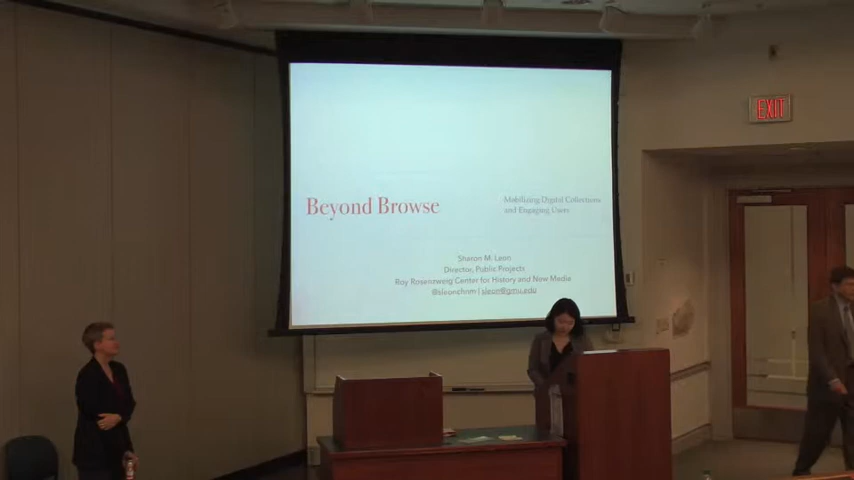 EXIT
Beyond Browse
Mobilizing Digital Collections
and Engaging Users
Sharon M. Leon
Director, Public Projects
Roy Rosenzweig Center for History and New Media
@sleonchnm | sleon@gmu.edu